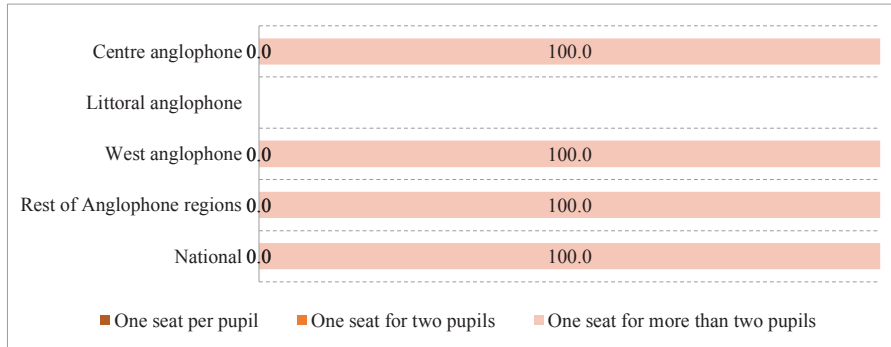 Centre anglophone 0.0 100.0
Littoral anglophone
West anglophone 0.0 100.0
Rest of Anglophone regions 0.0 100.0
National 0.0 100.0
One seat per pupil One seat for two pupils One seat for more than two pupils